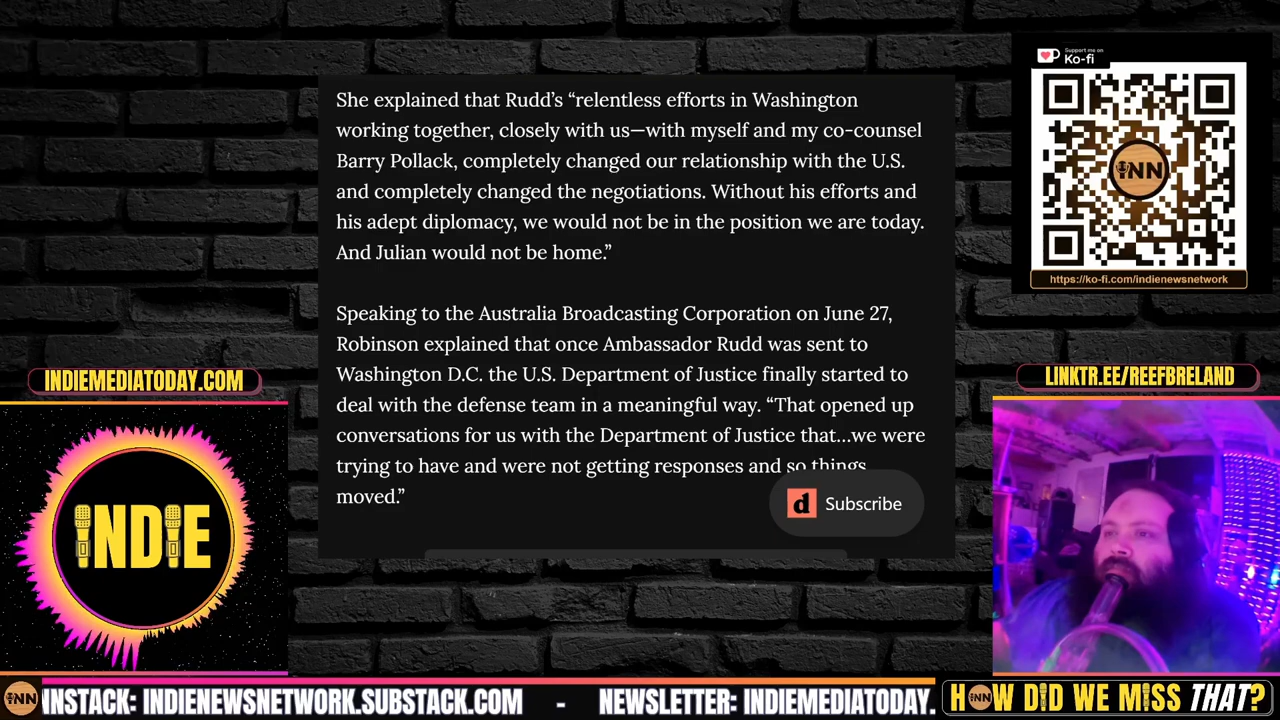 She explained that Rudd's “relentless efforts in Washington
working together, closely with us—with myself and my co-counsel
Barry Pollack, completely changed our relationship with the U.S.
and completely changed the negotiations. Without his efforts and
his adept diplomacy, we would not be in the position we are today.
And Julian would not be home.”
Speaking to the Australia Broadcasting Corporation on June 27,
Robinson explained that once Ambassador Rudd was sent to
Washington D.C. the U.S. Department of Justice finally started to
deal with the defense team in a meaningful way. “That opened up
conversations for us with the Department of Justice that…we were
trying to have and were not getting responses and so things
moved.”
d Subscribe
Support me on
Ko-fi
iNN
https://ko-fi.com/indienewsnetwork
INDIEMEDIATODAY.COM
INDIE
LINKTR.EE/REEFBRELAND
iNN
NNSTACK: INDIENEWSNETWORK.SUBSTACK.COM - NEWSLETTER: INDIEMEDIATODAY.
HOW DID WE MISS THAT?